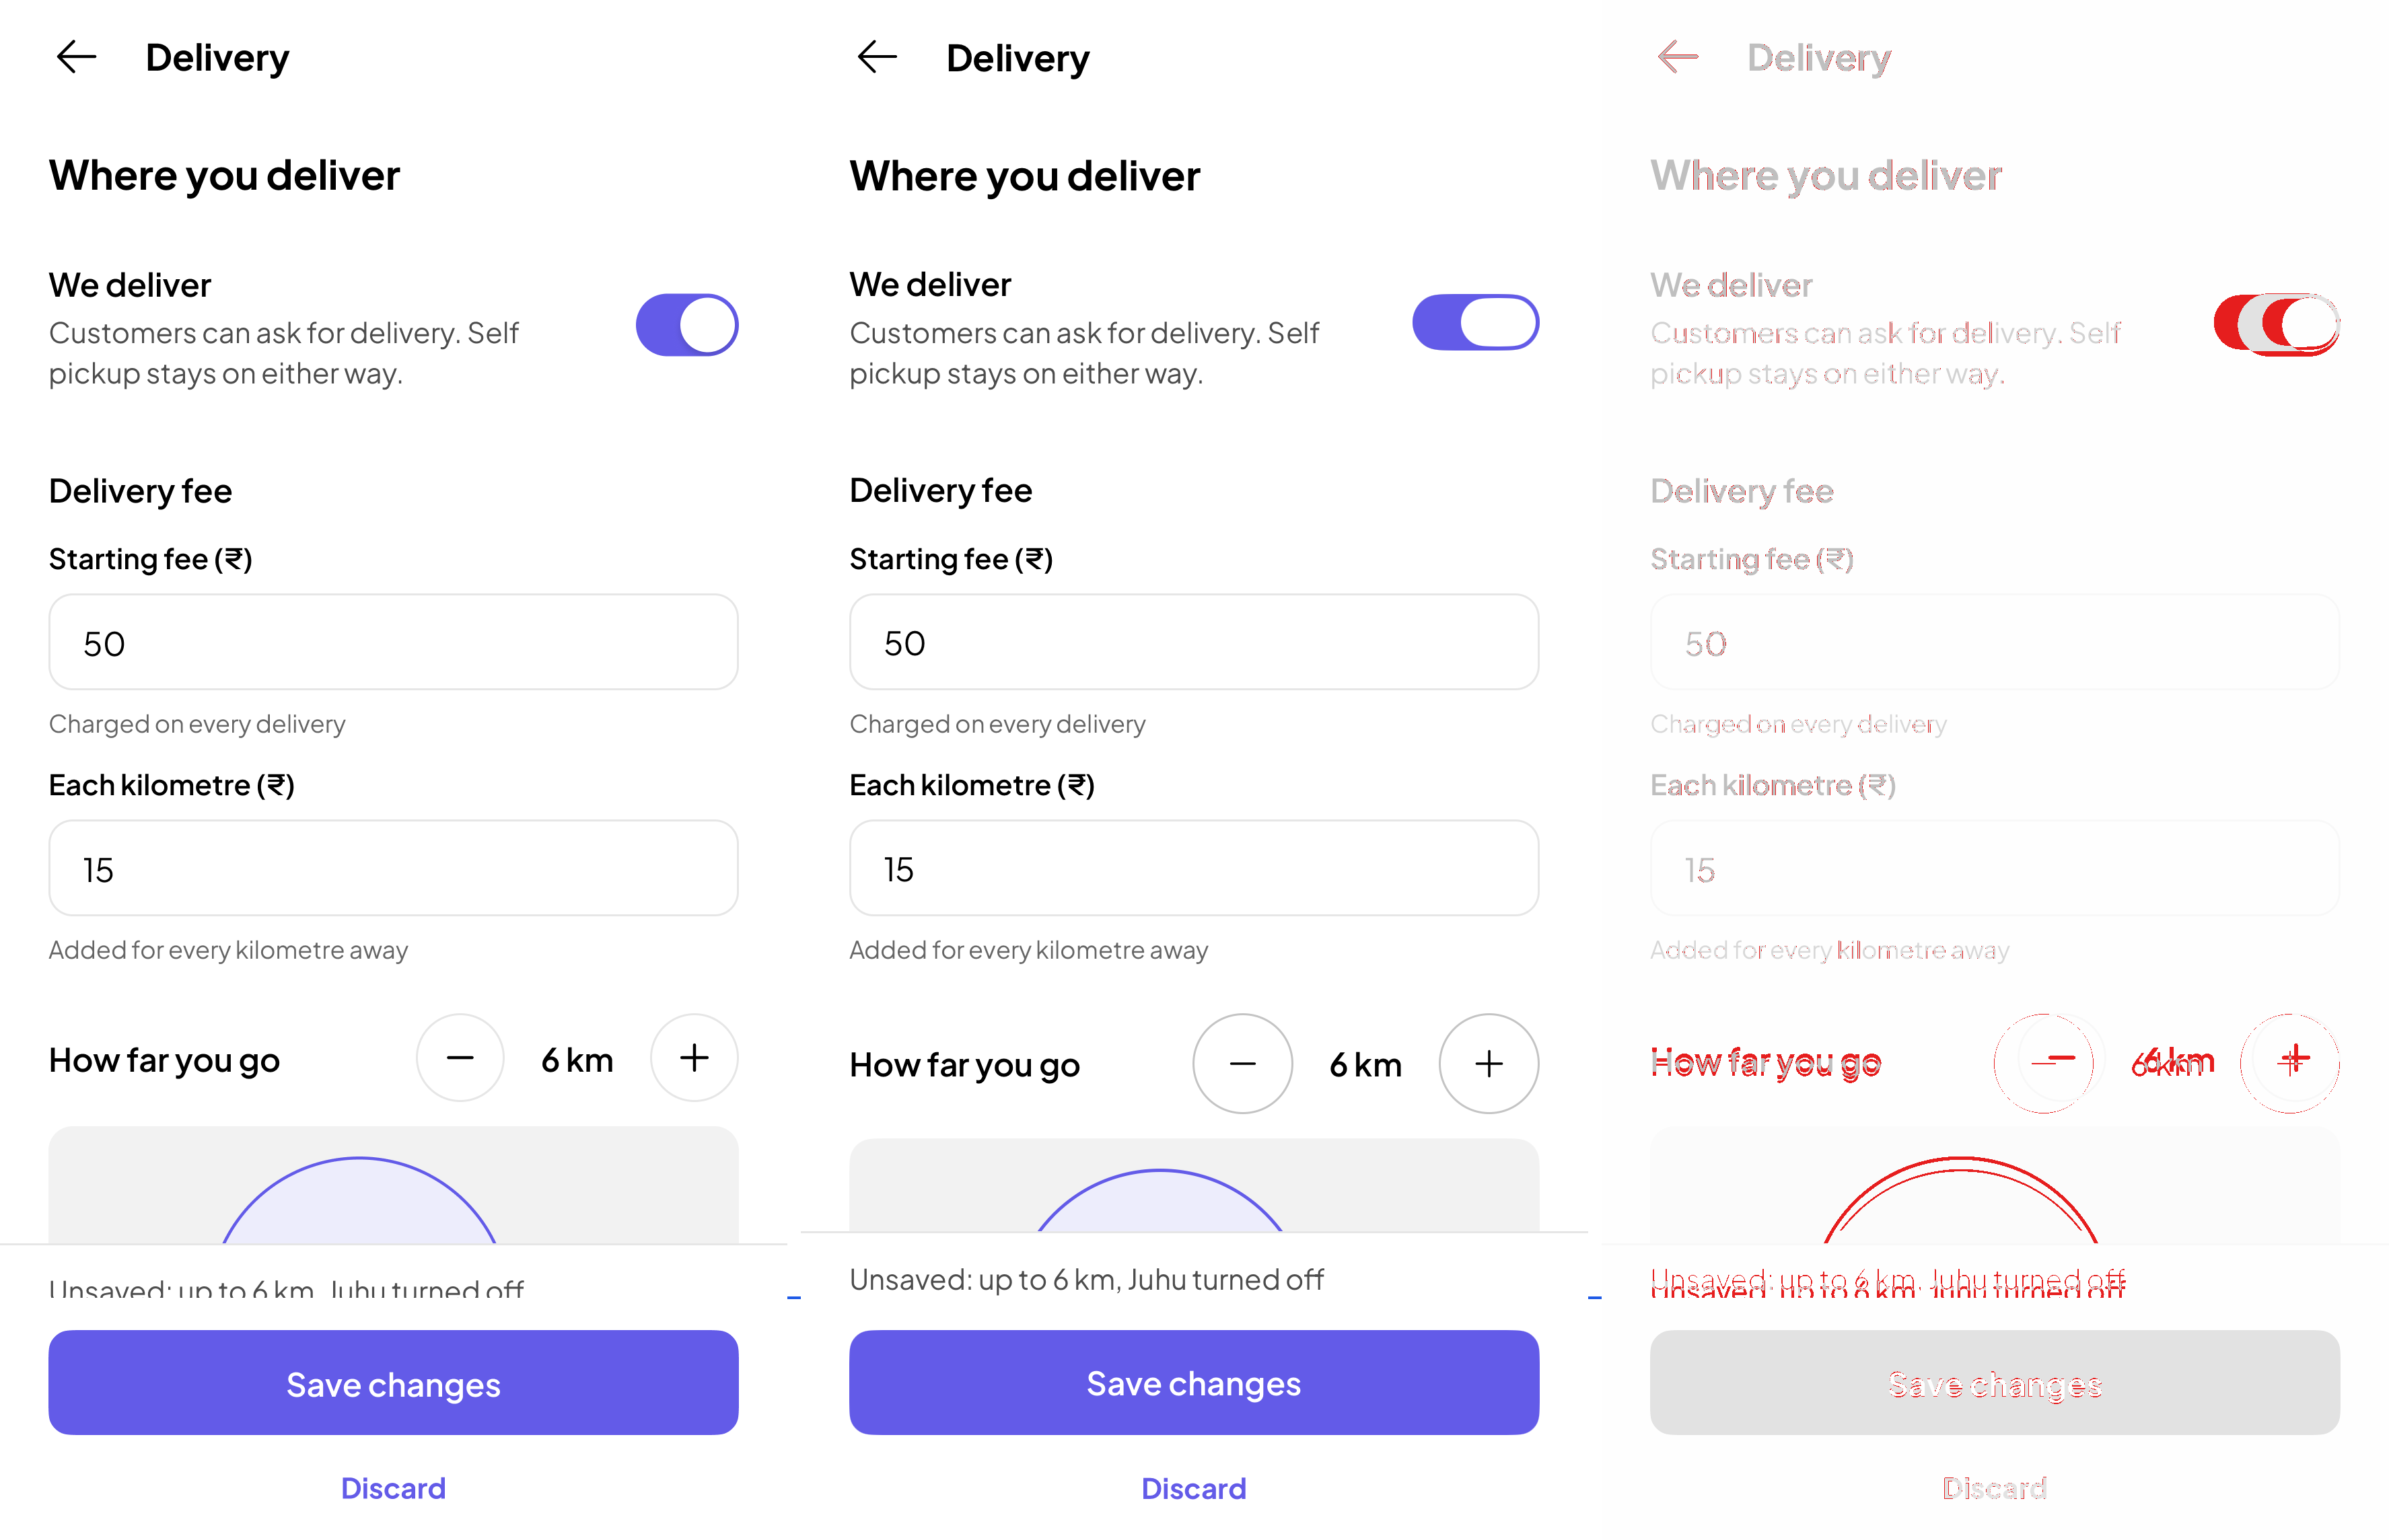 Delivery
Where you deliver
We deliver
Customers can ask for delivery. Self
pickup stays on either way.
Delivery fee
Starting fee (₹)
50
Charged on every delivery
Each kilometre (₹)
15
Added for every kilometre away
How far you go
6 km
Unsaved: up to 6 km, Juhu turned off
Save changes
Discard
Delivery
Where you deliver
We deliver
Customers can ask for delivery. Self
pickup stays on either way.
Delivery fee
Starting fee (₹)
50
Charged on every delivery
Each kilometre (₹)
15
Added for every kilometre away
How far you go
6 km
Unsaved: up to 6 km, Juhu turned off
Save changes
Discard
Delivery
Where you deliver
We deliver
Customers can ask for delivery. Self
pickup stays on either way.
Delivery fee
Starting fee (₹)
50
Charged on every delivery
Each kilometre (₹)
15
Added for every kilometre away
How far you go
6 km
Unsaved: up to 6 km, Juhu turned off
Save changes
Discard